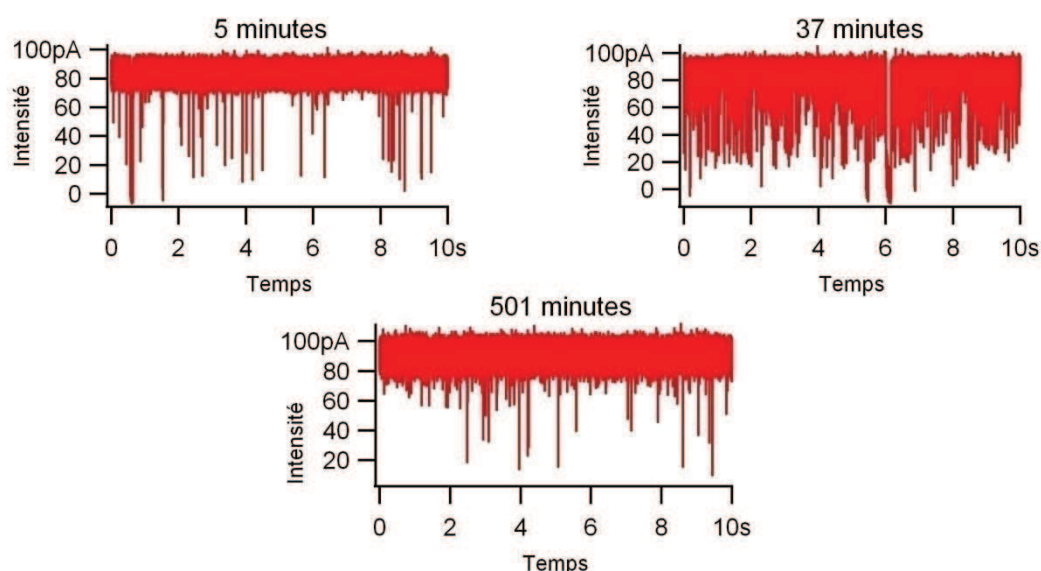 5 minutes
100pA
80
60
40
20
0
Intensité
0 2 4 6 8 10s
Temps
37 minutes
100pA
80
60
40
20
0
Intensité
0 2 4 6 8 10s
Temps
501 minutes
100pA
80
60
40
20
Intensité
0 2 4 6 8 10s
Temps